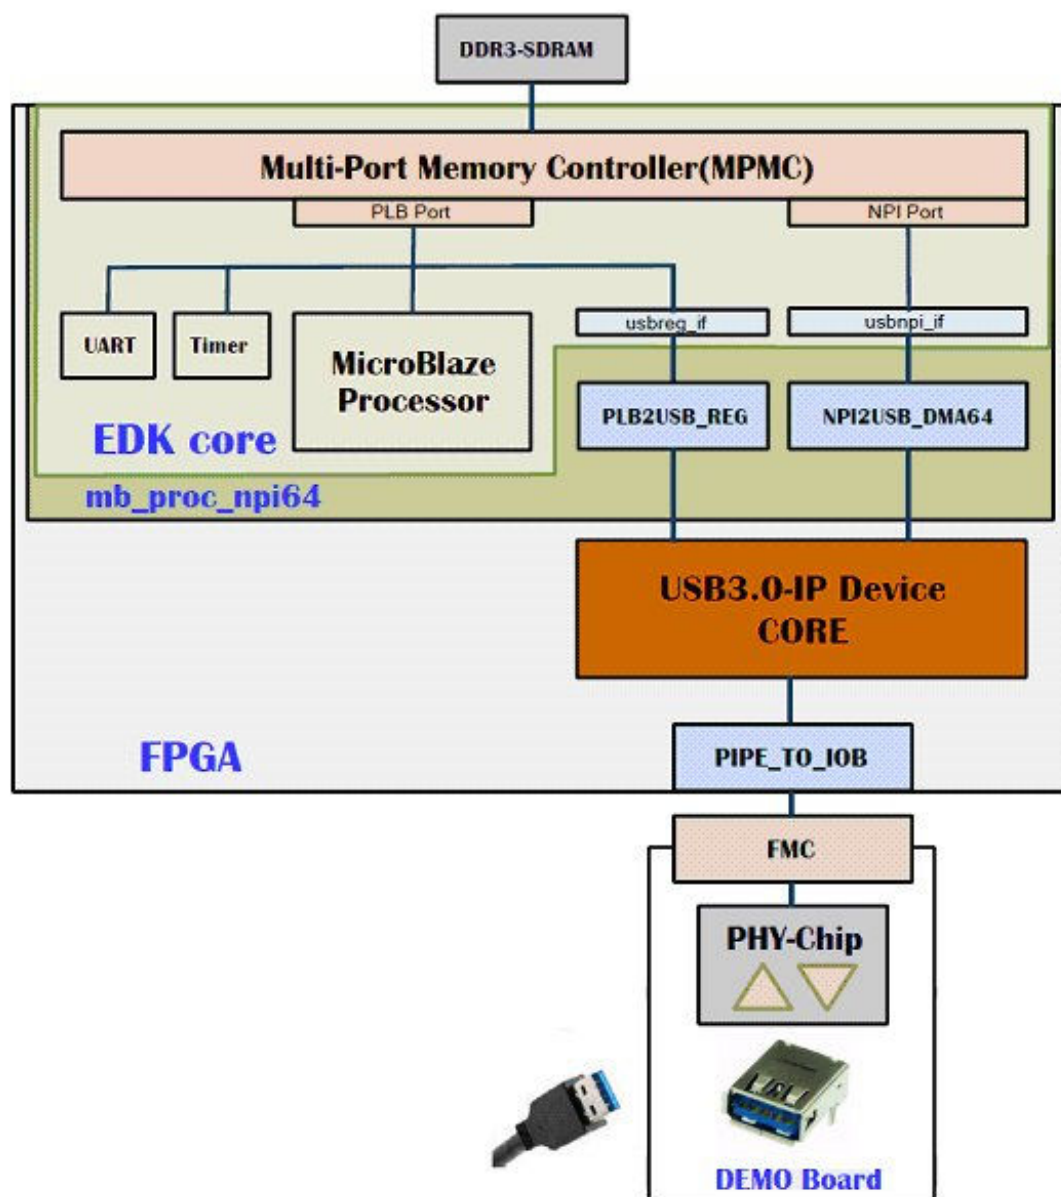 DDR3-SDRAM
Multi-Port Memory Controller(MPMC)
PLB Port
NPI Port
usbreg_if
usbnpi_if
UART
Timer
MicroBlaze
Processor
PLB2USB_REG
NPI2USB_DMA64
EDK core
mb_proc_npi64
USB3.0-IP Device
CORE
FPGA
PIPE_TO_IOB
FMC
PHY-Chip
DEMO Board